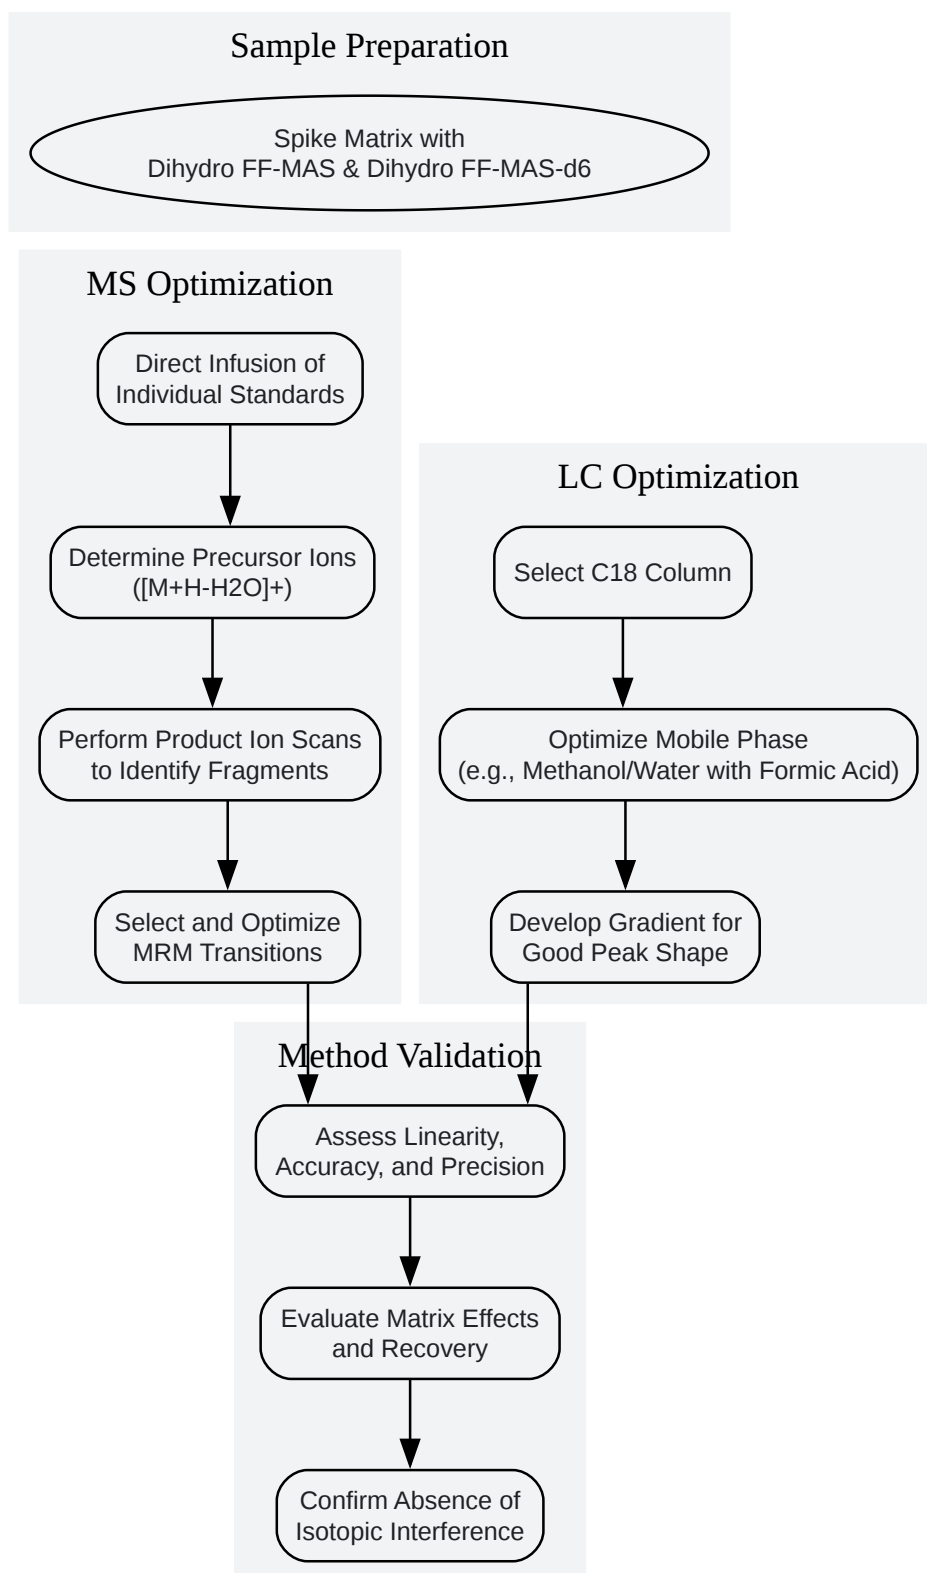 Sample Preparation
Spike Matrix with
Dihydro FF-MAS & Dihydro FF-MAS-d6
MS Optimization
Direct Infusion of
Individual Standards
Determine Precursor Ions
([M+H-H2O]+)
Perform Product Ion Scans
to Identify Fragments
Select and Optimize
MRM Transitions
LC Optimization
Select C18 Column
Optimize Mobile Phase
(e.g., Methanol/Water with Formic Acid)
Develop Gradient for
Good Peak Shape
Method Validation
Assess Linearity,
Accuracy, and Precision
Evaluate Matrix Effects
and Recovery
Confirm Absence of
Isotopic Interference